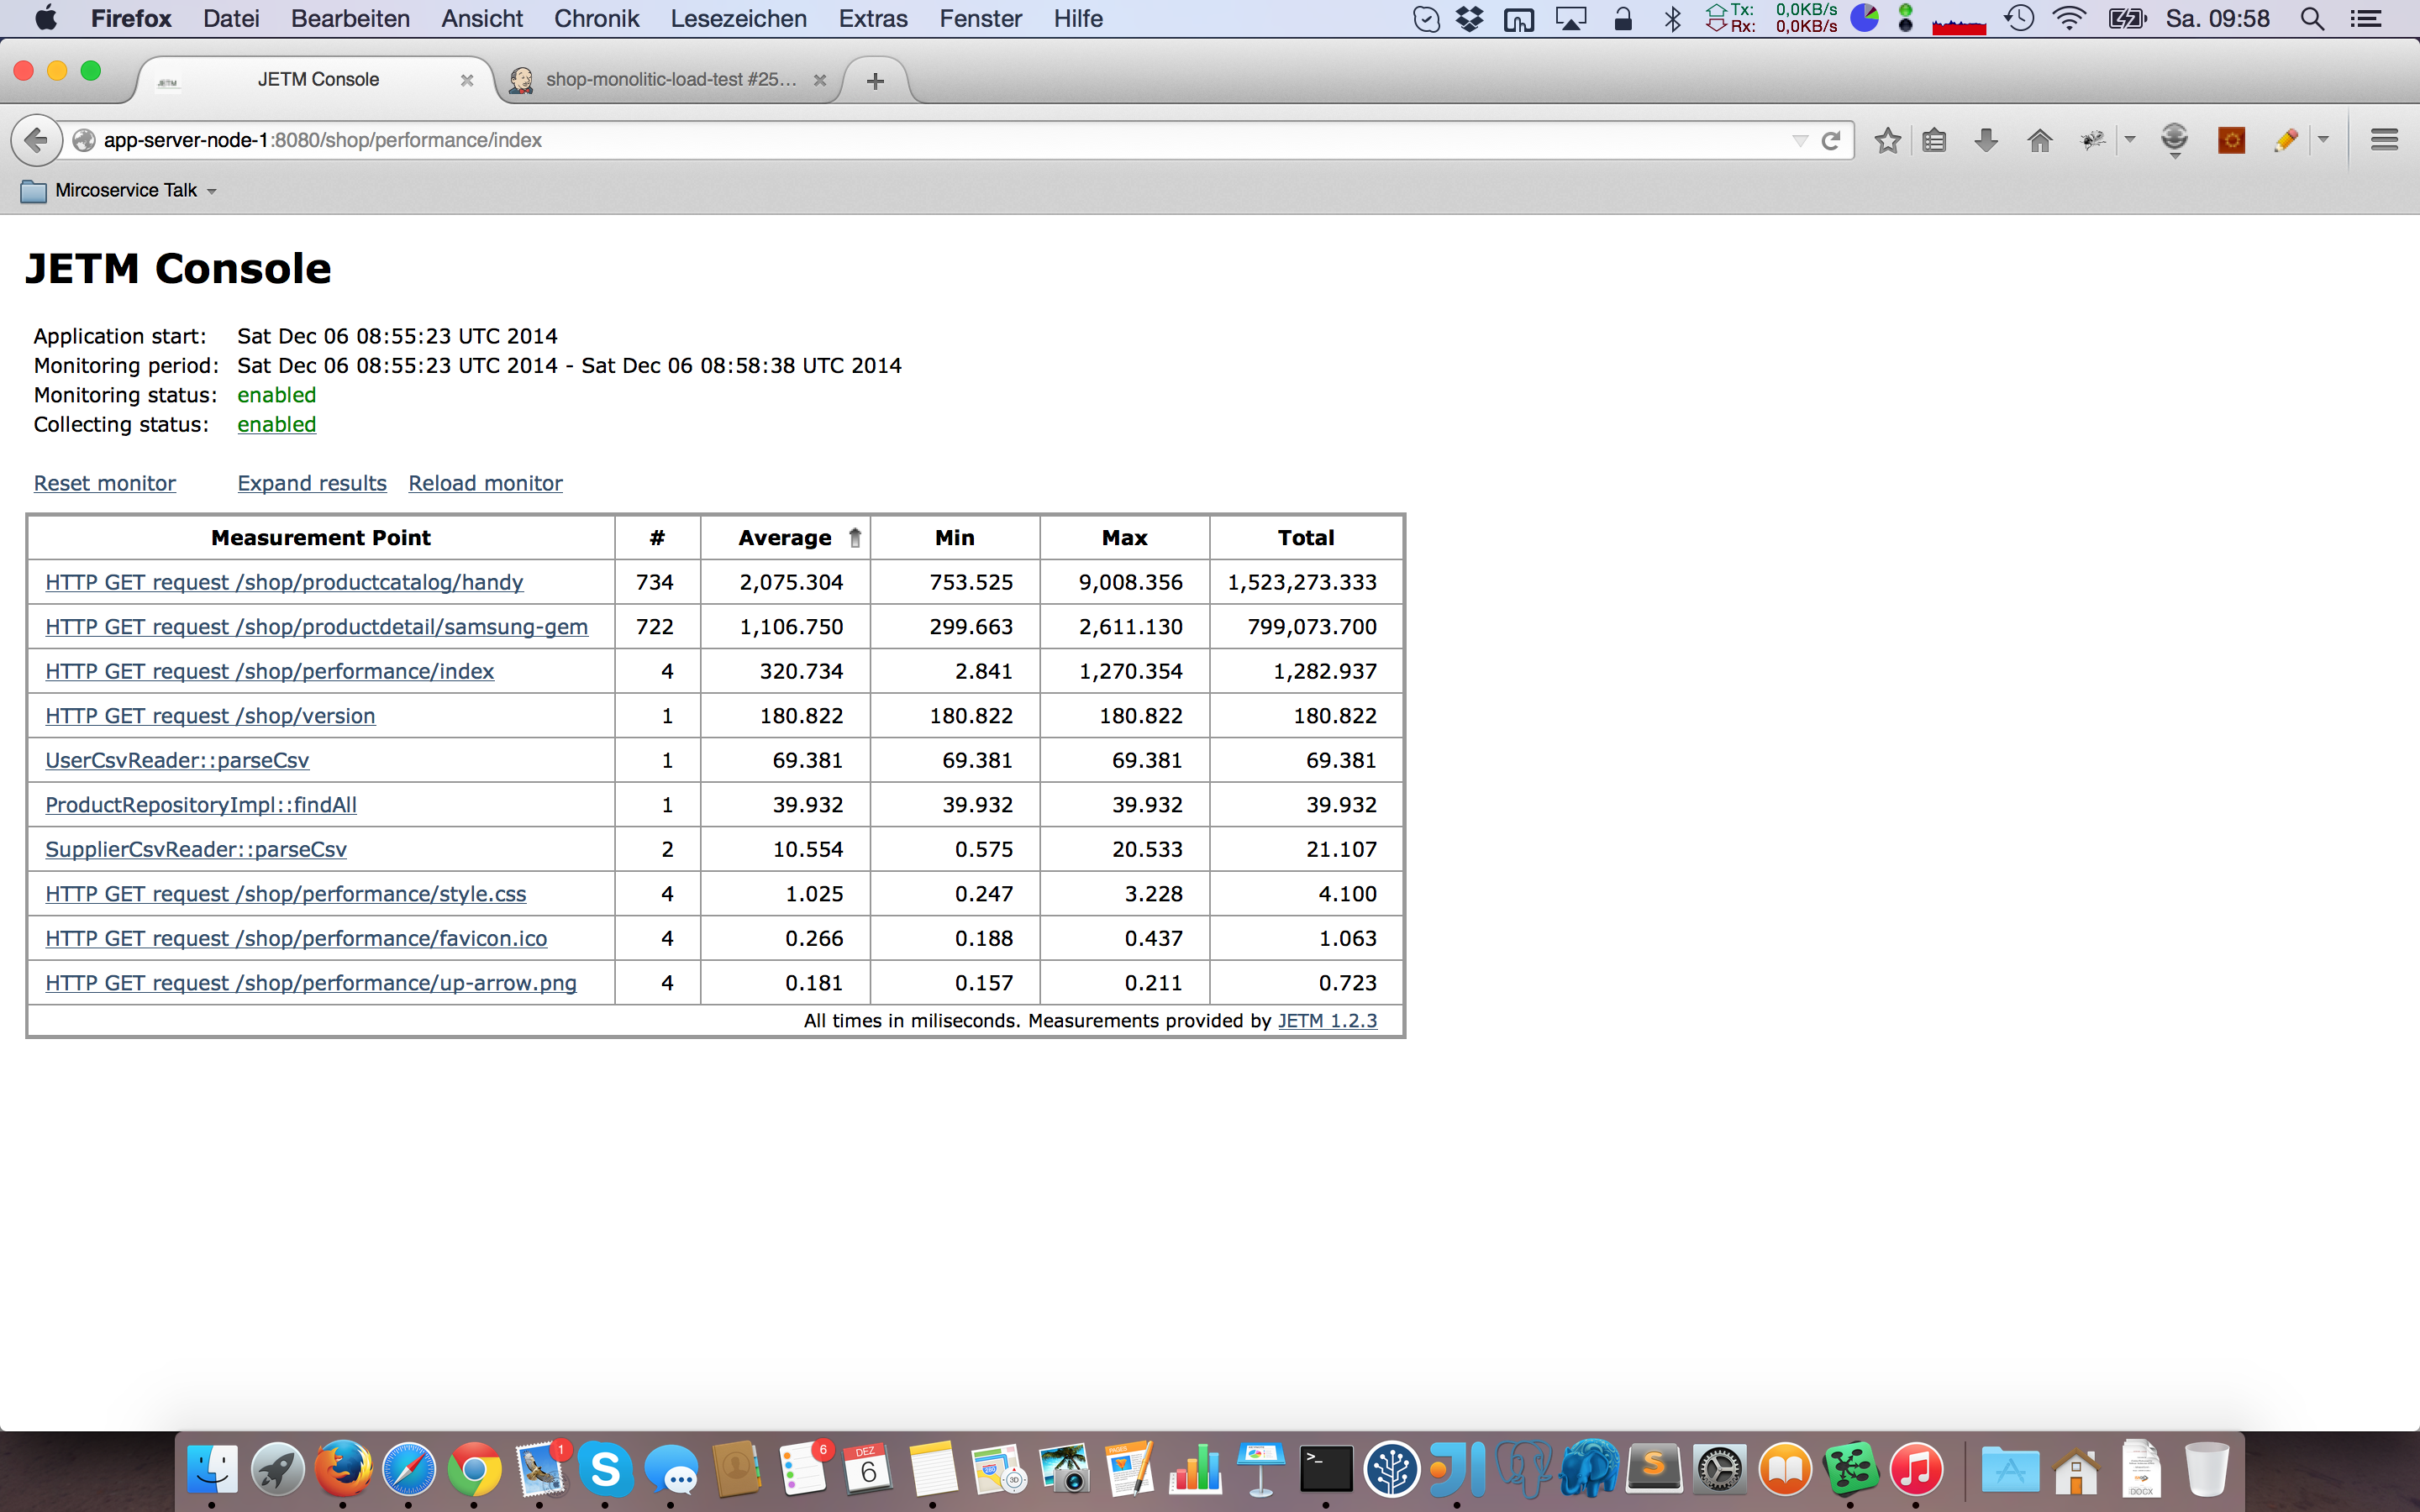 Firefox Datei Bearbeiten Ansicht Chronik Lesezeichen Extras Fenster Hilfe Tx: 0,0KB/s Rx: 0,0KB/s Sa. 09:58
JETM Console shop-monolitic-load-test #25...
app-server-node-1:8080/shop/performance/index
Mircoservice Talk
JETM Console
Application start: Sat Dec 06 08:55:23 UTC 2014
Monitoring period: Sat Dec 06 08:55:23 UTC 2014 - Sat Dec 06 08:58:38 UTC 2014
Monitoring status: enabled
Collecting status: enabled
Reset monitor Expand results Reload monitor
Measurement Point # Average Min Max Total
HTTP GET request /shop/productcatalog/handy 734 2,075.304 753.525 9,008.356 1,523,273.333
HTTP GET request /shop/productdetail/samsung-gem 722 1,106.750 299.663 2,611.130 799,073.700
HTTP GET request /shop/performance/index 4 320.734 2.841 1,270.354 1,282.937
HTTP GET request /shop/version 1 180.822 180.822 180.822 180.822
UserCsvReader::parseCsv 1 69.381 69.381 69.381 69.381
ProductRepositoryImpl::findAll 1 39.932 39.932 39.932 39.932
SupplierCsvReader::parseCsv 2 10.554 0.575 20.533 21.107
HTTP GET request /shop/performance/style.css 4 1.025 0.247 3.228 4.100
HTTP GET request /shop/performance/favicon.ico 4 0.266 0.188 0.437 1.063
HTTP GET request /shop/performance/up-arrow.png 4 0.181 0.157 0.211 0.723
All times in miliseconds. Measurements provided by JETM 1.2.3
1 6 DEZ 6 3D PAGES DOCX